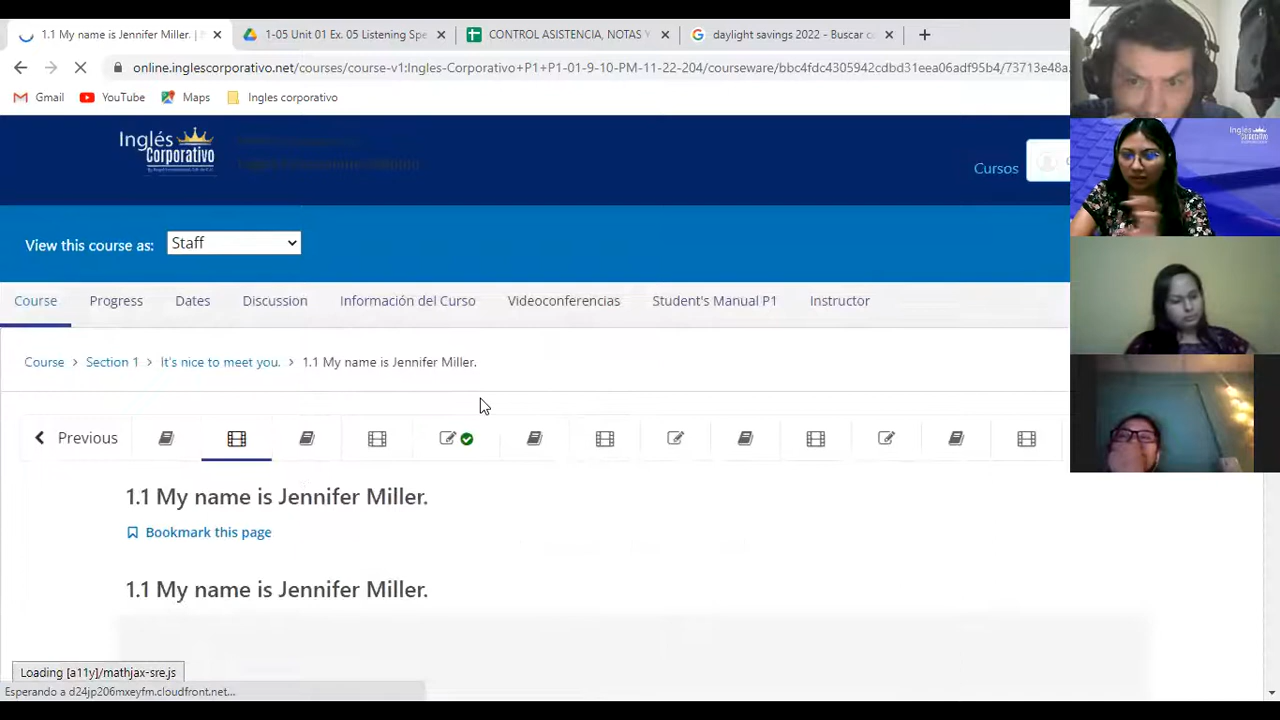 1.1 My name is Jennifer Miller. |
1-05 Unit 01 Ex. 05 Listening Spe
CONTROL ASISTENCIA, NOTAS
daylight savings 2022 - Buscar c
online.inglescorporativo.net/courses/course-v1:Ingles-Corporativo+P1+P1-01-9-10-PM-11-22-204/courseware/bbc4fdc4305942cdbd31eea06adf95b4/73713e48a
Gmail
YouTube
Maps
Ingles corporativo
Inglés
Corporativo
Cursos
Inglés
View this course as:
Staff
Course
Progress
Dates
Discussion
Información del Curso
Videoconferencias
Student's Manual P1
Instructor
Course > Section 1 > It's nice to meet you. > 1.1 My name is Jennifer Miller.
Previous
1.1 My name is Jennifer Miller.
Bookmark this page
1.1 My name is Jennifer Miller.
Loading [a11y]/mathjax-sre.js
Esperando a d24jp206mxeyfm.cloudfront.net...